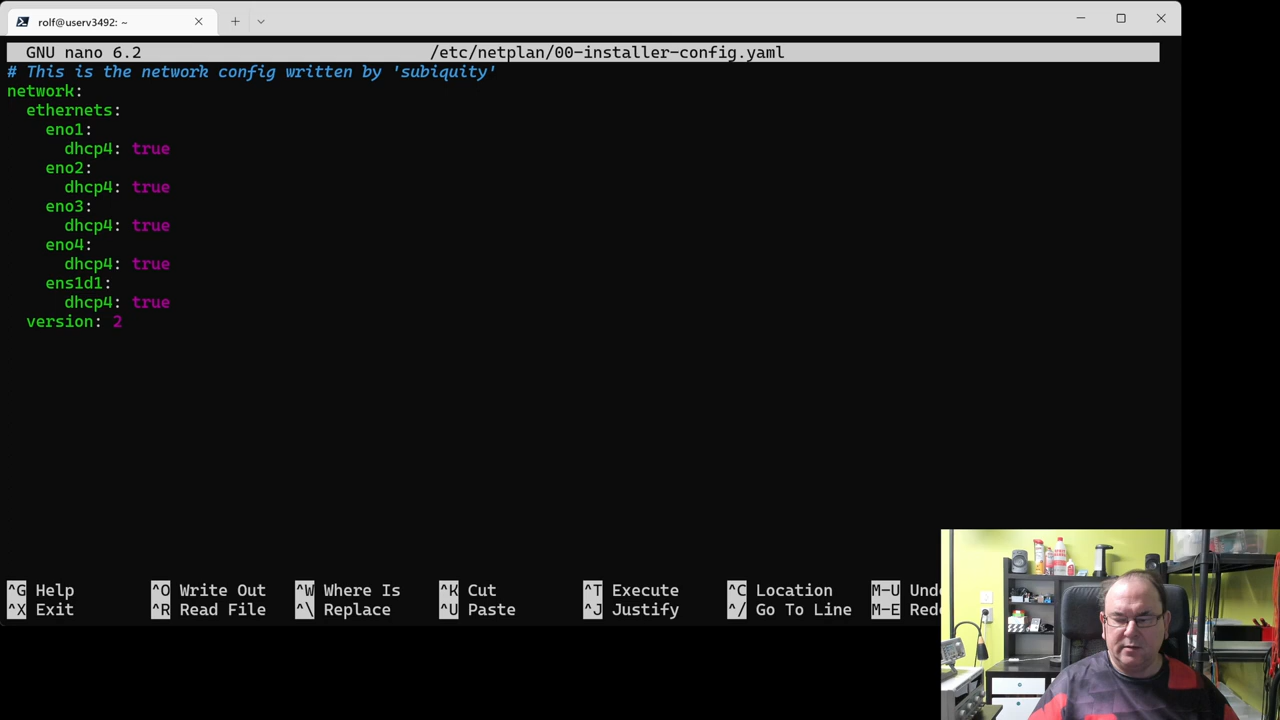 rolf@userv3492: ~
GNU nano 6.2 /etc/netplan/00-installer-config.yaml
# This is the network config written by 'subiquity'
network:
  ethernets:
    eno1:
      dhcp4: true
    eno2:
      dhcp4: true
    eno3:
      dhcp4: true
    eno4:
      dhcp4: true
    ens1d1:
      dhcp4: true
  version: 2
^G Help ^O Write Out ^W Where Is ^K Cut ^T Execute ^C Location M-U Und
^X Exit ^R Read File ^\ Replace ^U Paste ^J Justify ^/ Go To Line M-E Red